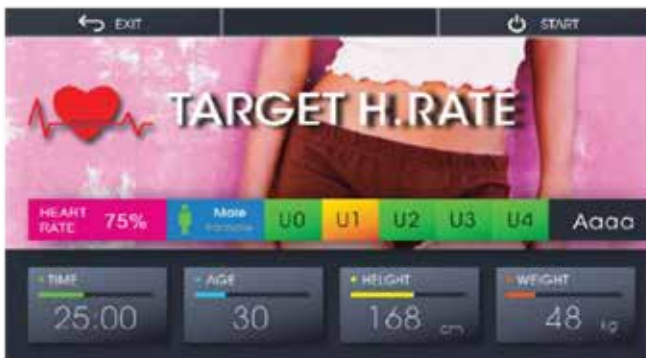 EXIT
START
TARGET H.RATE
HEART RATE 75% Male Female U0 U1 U2 U3 U4 Aaaa
TIME AGE HEIGHT WEIGHT
25.00 30 168 cm 48 kg